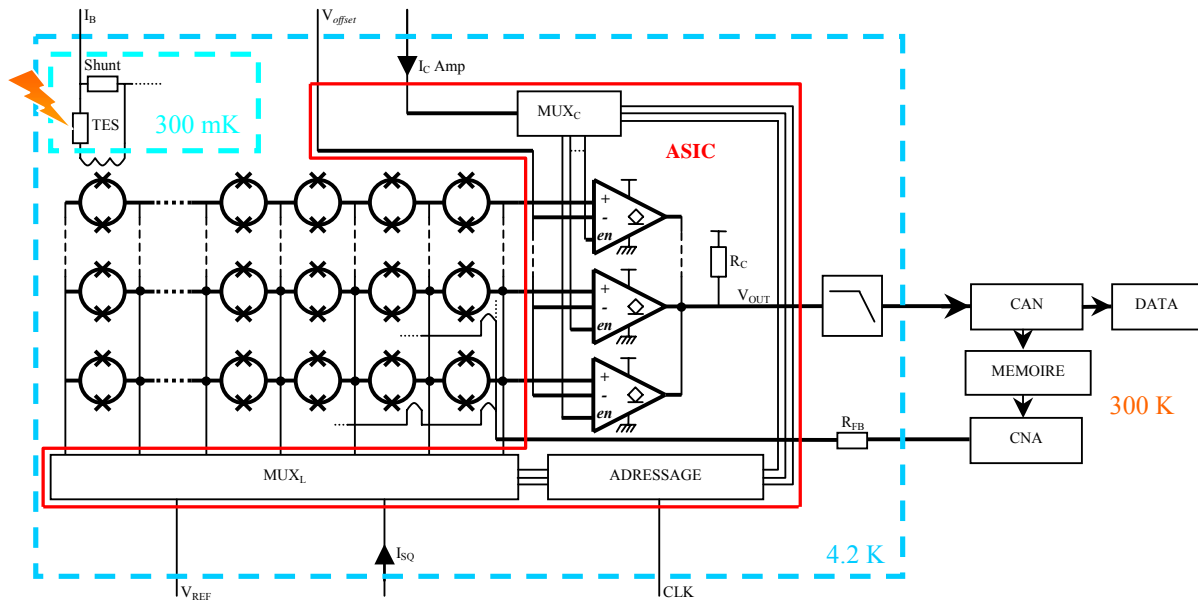 I_B
V_offset
I_C Amp
Shunt
TES
300 mK
MUX_C
ASIC
+
-
en
R_C
+
-
en
V_OUT
CAN
DATA
+
-
en
MEMOIRE
300 K
R_FB
CNA
MUX_L
ADRESSAGE
I_SQ
4.2 K
V_REF
CLK